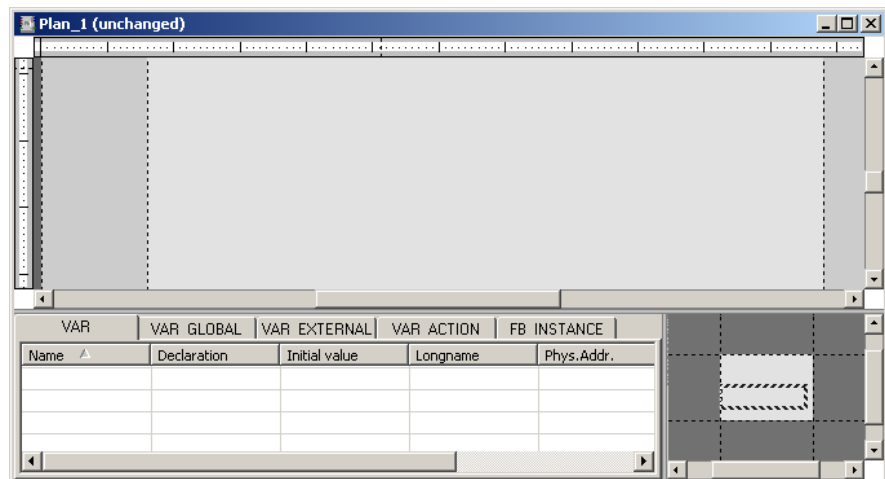 Plan_1 (unchanged)
VAR VAR GLOBAL VAR EXTERNAL VAR ACTION FB INSTANCE
Name Declaration Initial value Longname Phys.Addr.